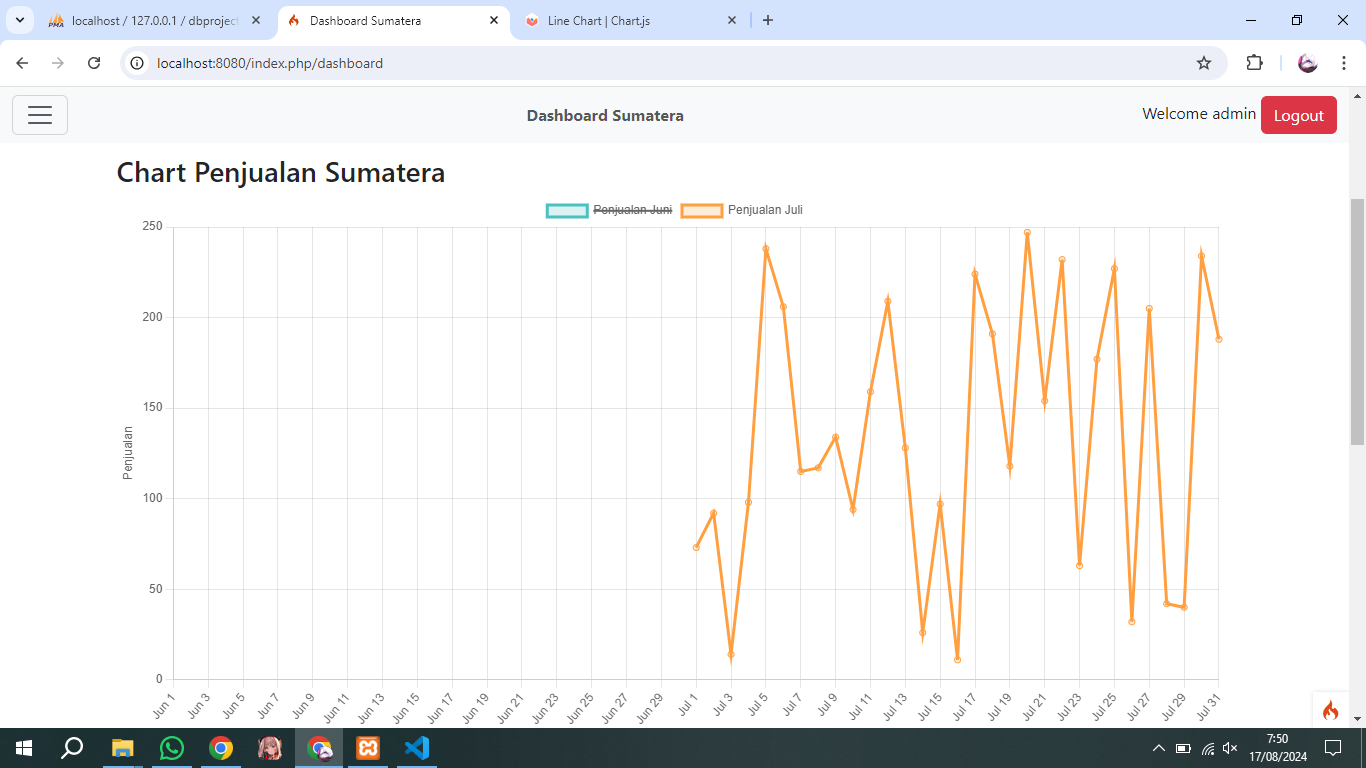 localhost / 127.0.0.1 / dbproject
Dashboard Sumatera
Line Chart | Chart.js
localhost:8080/index.php/dashboard
Dashboard Sumatera
Welcome admin
Logout
Chart Penjualan Sumatera
Penjualan Juni
Penjualan Juli
250
200
150
100
50
0
Penjualan
Jun 1
Jun 3
Jun 5
Jun 7
Jun 9
Jun 11
Jun 13
Jun 15
Jun 17
Jun 19
Jun 21
Jun 23
Jun 25
Jun 27
Jun 29
Jul 1
Jul 3
Jul 5
Jul 7
Jul 9
Jul 11
Jul 13
Jul 15
Jul 17
Jul 19
Jul 21
Jul 23
Jul 25
Jul 27
Jul 29
Jul 31
7:50
17/08/2024